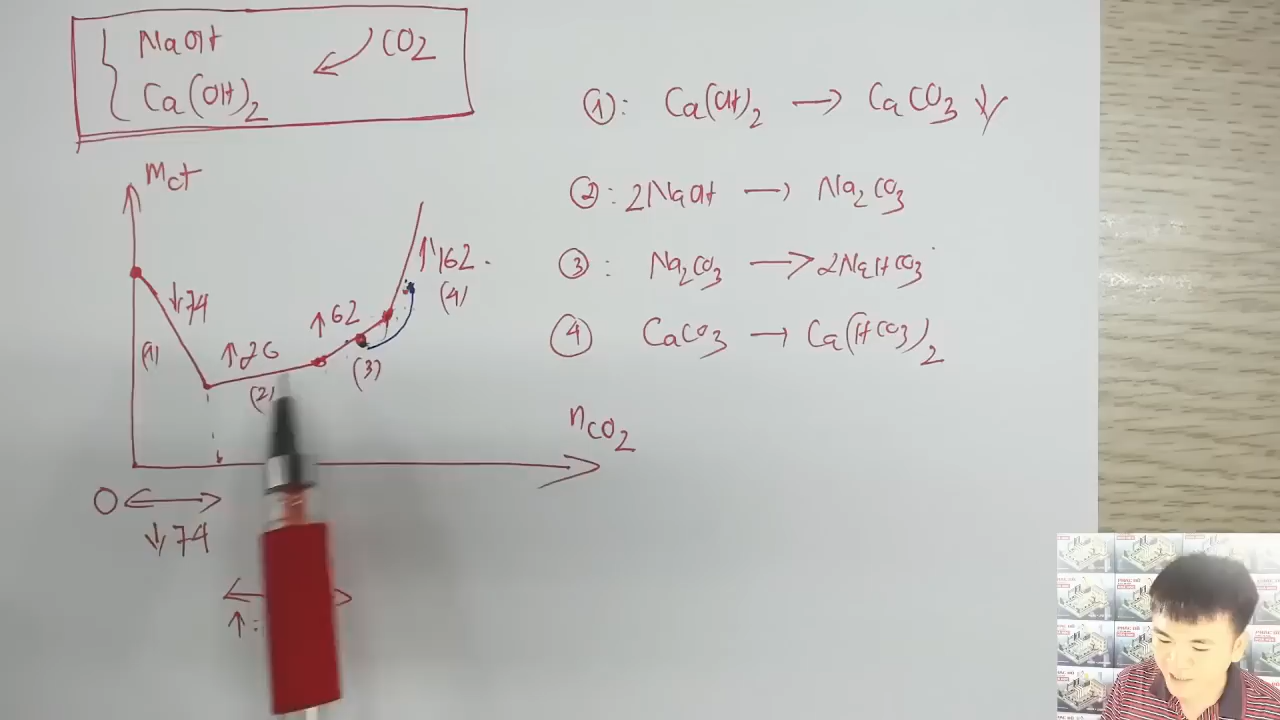 NaOH
CO2
Ca(OH)2
mct
↓74
(1)
↑26
(2)
↑62
(3)
↑162
(4)
nCO2
O
↓74
↑:
①: Ca(OH)2 → CaCO3↓
②: 2NaOH → Na2CO3
③: Na2CO3 → 2NaHCO3
④ CaCO3 → Ca(HCO3)2